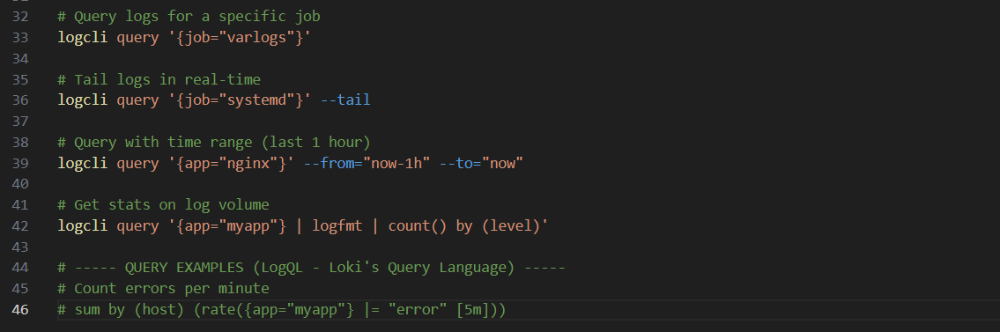 32 # Query logs for a specific job
33 logcli query '{job="varlogs"}'
34
35 # Tail logs in real-time
36 logcli query '{job="systemd"}' --tail
37
38 # Query with time range (last 1 hour)
39 logcli query '{app="nginx"}' --from="now-1h" --to="now"
40
41 # Get stats on log volume
42 logcli query '{app="myapp"} | logfmt | count() by (level)'
43
44 # ----- QUERY EXAMPLES (LogQL - Loki's Query Language) -----
45 # Count errors per minute
46 # sum by (host) (rate({app="myapp"} |= "error" [5m]))